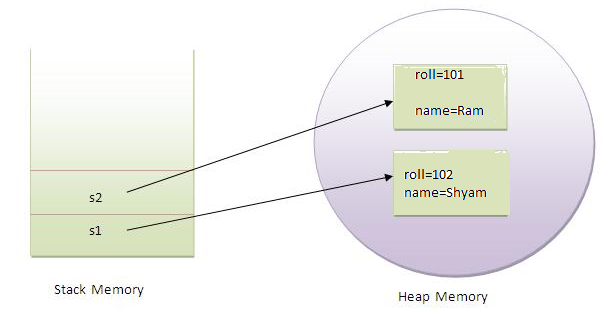 roll=101
name=Ram
roll=102
name=Shyam
s2
s1
Stack Memory
Heap Memory